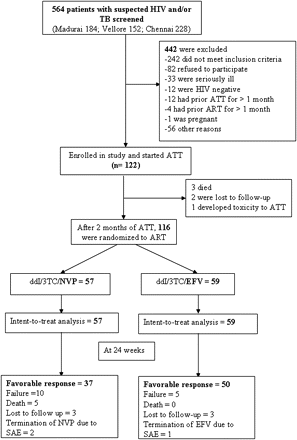 564 patients with suspected HIV and/or
TB screened
(Madurai 184; Vellore 152; Chennai 228)
442 were excluded
-242 did not meet inclusion criteria
-82 refused to participate
-33 were seriously ill
-12 were HIV negative
-12 had prior ATT for > 1 month
-4 had prior ART for > 1 month
-1 was pregnant
-56 other reasons
Enrolled in study and started ATT
(n= 122)
3 died
2 were lost to follow-up
1 developed toxicity to ATT
After 2 months of ATT, 116
were randomized to ART
ddI/3TC/NVP = 57
ddI/3TC/EFV = 59
Intent-to-treat analysis = 57
Intent-to-treat analysis = 59
At 24 weeks
Favorable response = 37
Failure =10
Death = 5
Lost to follow up = 3
Termination of NVP due to
SAE = 2
Favorable response = 50
Failure = 5
Death = 0
Lost to follow-up = 3
Termination of EFV due to
SAE = 1